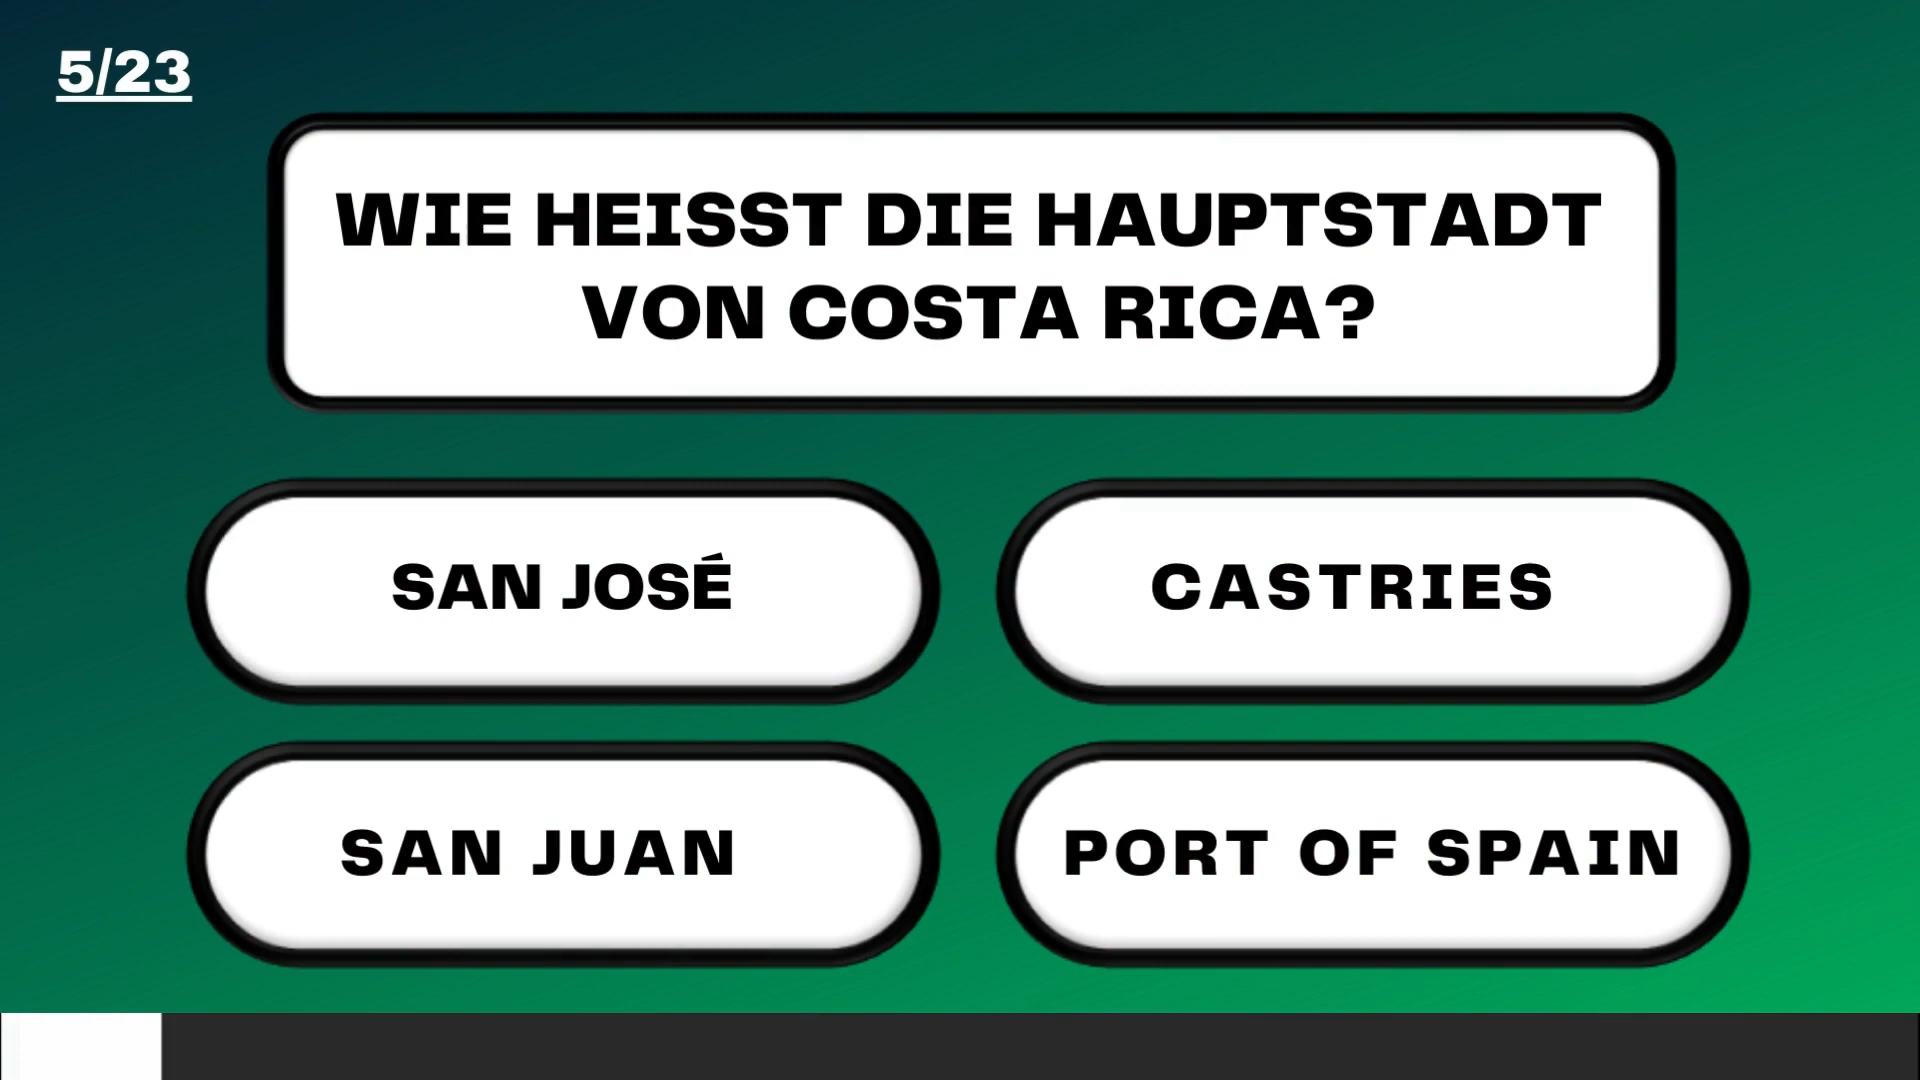 5/23
WIE HEISST DIE HAUPTSTADT
VON COSTA RICA?
SAN JOSÉ
CASTRIES
SAN JUAN
PORT OF SPAIN